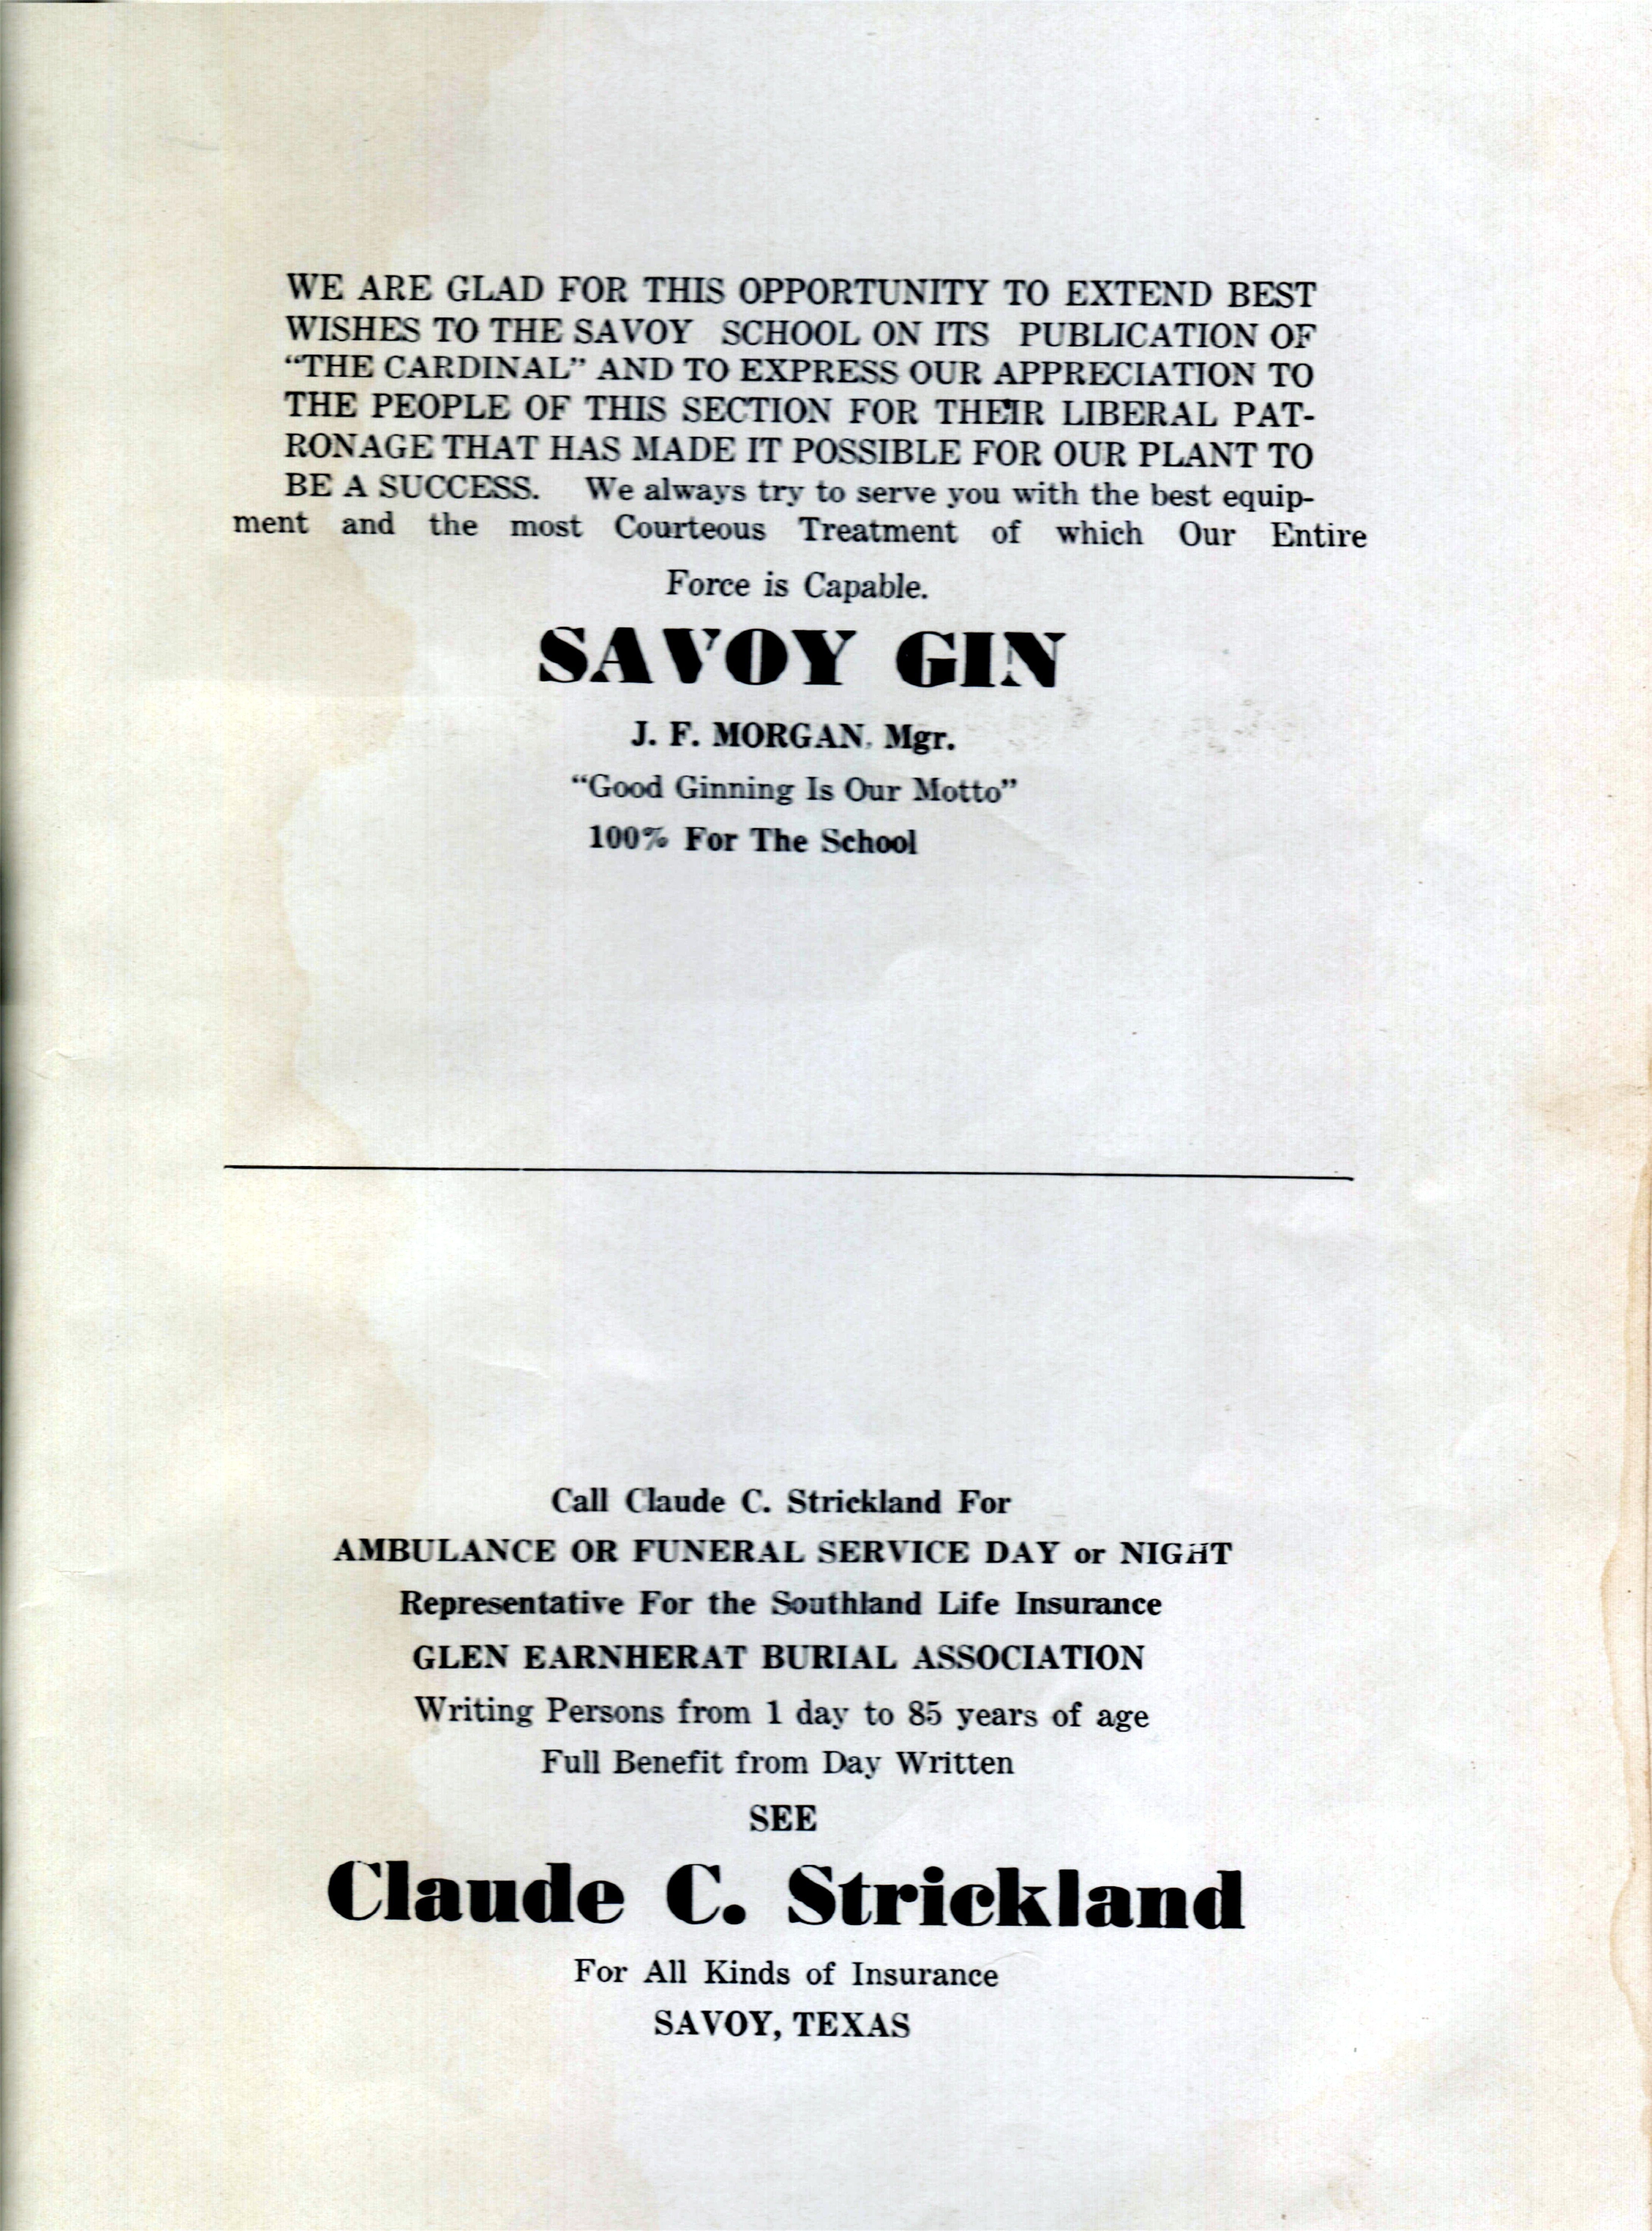 WE ARE GLAD FOR THIS OPPORTUNITY TO EXTEND BEST
WISHES TO THE SAVOY SCHOOL ON ITS PUBLICATION OF
“THE CARDINAL” AND TO EXPRESS OUR APPRECIATION TO
THE PEOPLE OF THIS SECTION FOR THEIR LIBERAL PAT-
RONAGE THAT HAS MADE IT POSSIBLE FOR OUR PLANT TO
BE A SUCCESS. We always try to serve you with the best equip-
ment and the most Courteous Treatment of which Our Entire
Force is Capable.
SAVOY GIN
J. F. MORGAN, Mgr.
“Good Ginning Is Our Motto”
100% For The School
Call Claude C. Strickland For
AMBULANCE OR FUNERAL SERVICE DAY or NIGHT
Representative For the Southland Life Insurance
GLEN EARNHERAT BURIAL ASSOCIATION
Writing Persons from 1 day to 85 years of age
Full Benefit from Day Written
SEE
Claude C. Strickland
For All Kinds of Insurance
SAVOY, TEXAS